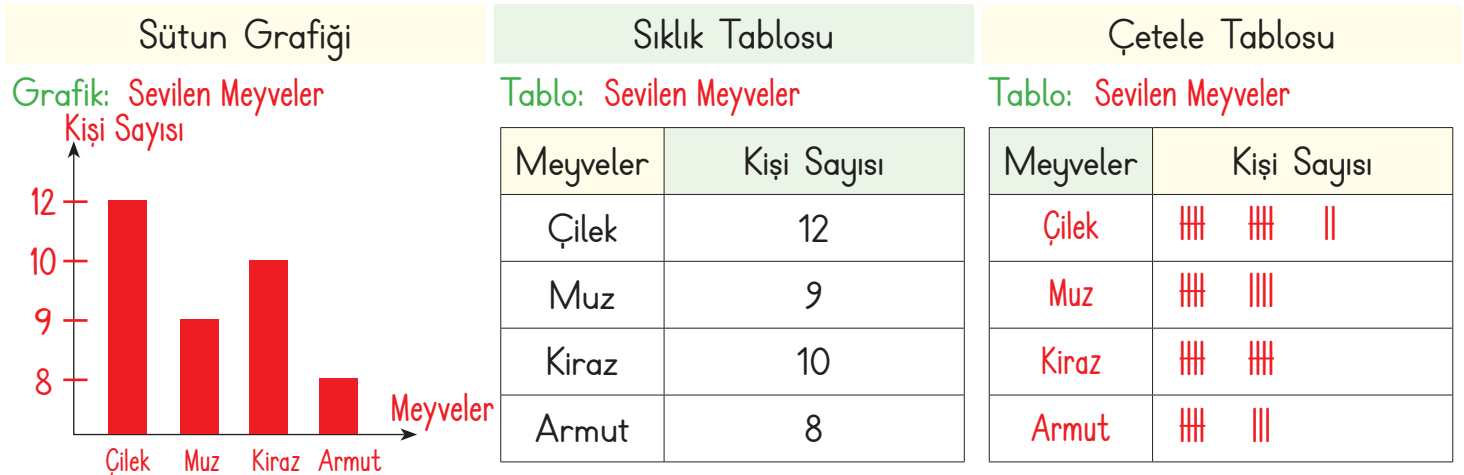 Sütun Grafiği
Grafik: Sevilen Meyveler
Kişi Sayısı
12
10
9
8
Meyveler
Çilek Muz Kiraz Armut
Sıklık Tablosu
Tablo: Sevilen Meyveler
Meyveler Kişi Sayısı
Çilek 12
Muz 9
Kiraz 10
Armut 8
Çetele Tablosu
Tablo: Sevilen Meyveler
Meyveler Kişi Sayısı
Çilek
Muz
Kiraz
Armut